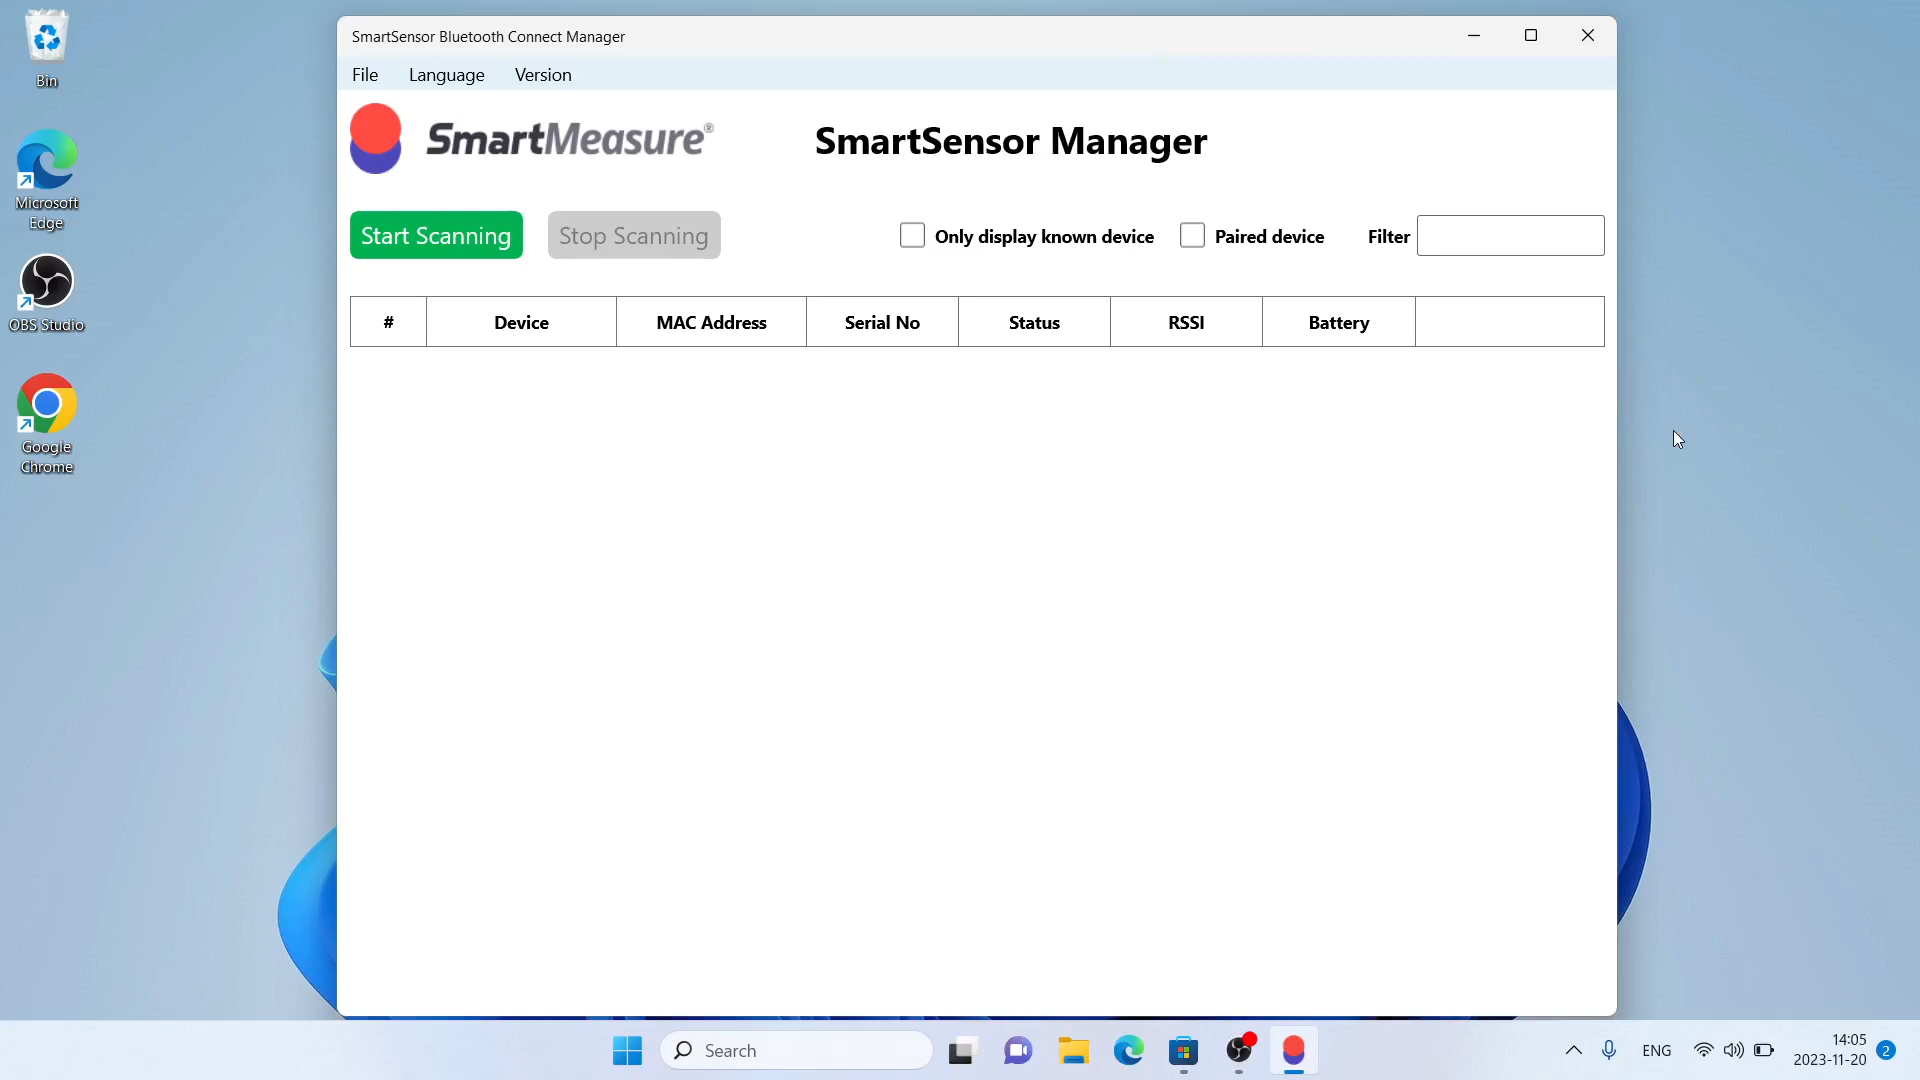 Bin
Microsoft
Edge
OBS Studio
Google
Chrome
SmartSensor Bluetooth Connect Manager
File Language Version
SmartMeasure®
SmartSensor Manager
Start Scanning Stop Scanning Only display known device Paired device Filter
# Device MAC Address Serial No Status RSSI Battery
Search
ENG
14:05
2023-11-20
2